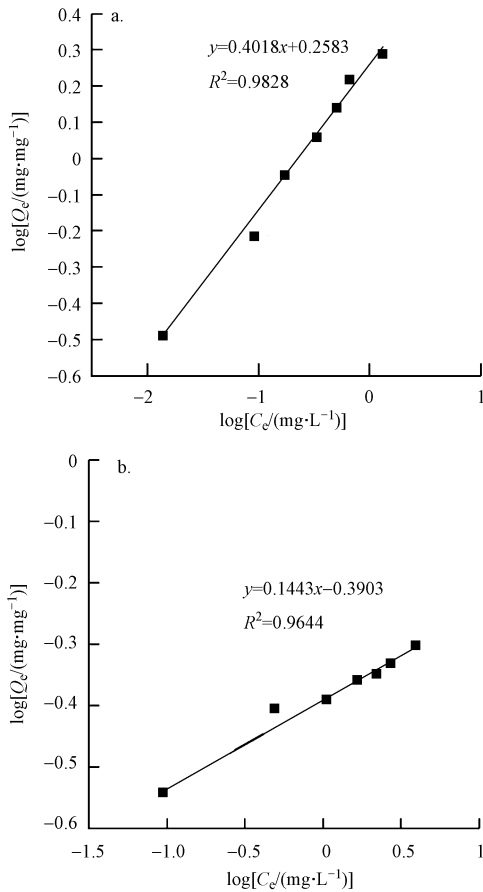 a.
y=0.4018x+0.2583
R²=0.9828
0.4
0.3
0.2
0.1
0
−0.1
−0.2
−0.3
−0.4
−0.5
−0.6
log[Qe/(mg·mg⁻¹)]
−2 −1 0 1
log[Ce/(mg·L⁻¹)]
b.
y=0.1443x−0.3903
R²=0.9644
0
−0.1
−0.2
−0.3
−0.4
−0.5
−0.6
log[Qe/(mg·mg⁻¹)]
−1.5 −1.0 −0.5 0 0.5 1.0
log[Ce/(mg·L⁻¹)]